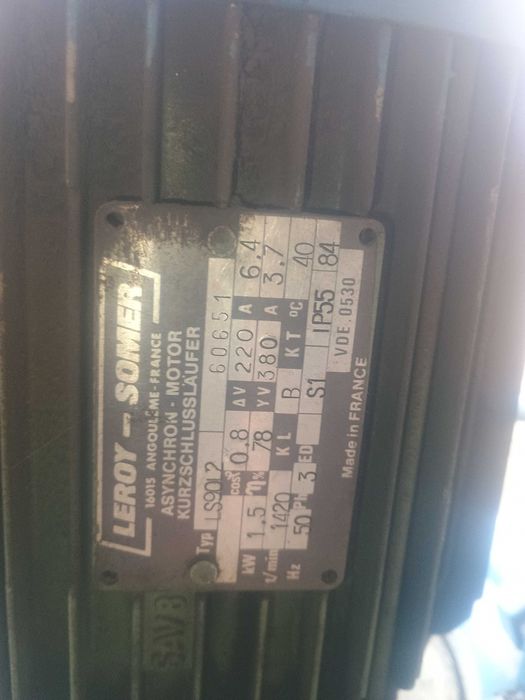 LEROY-SOMER
16015 ANGOULÊME-FRANCE
ASYNCHRON-MOTOR
KURZSCHLUSSLÄUFER
Typ LS90L2 60651
cosφ 0,8 ΔV 220 A 6,4
kW 1,5 η% 78 YV 380 A 3,7
t/min 1420 KL B KT °C 40
Hz 50 Ph 3 ED S1 IP55 84
VDE.0530
Made in FRANCE